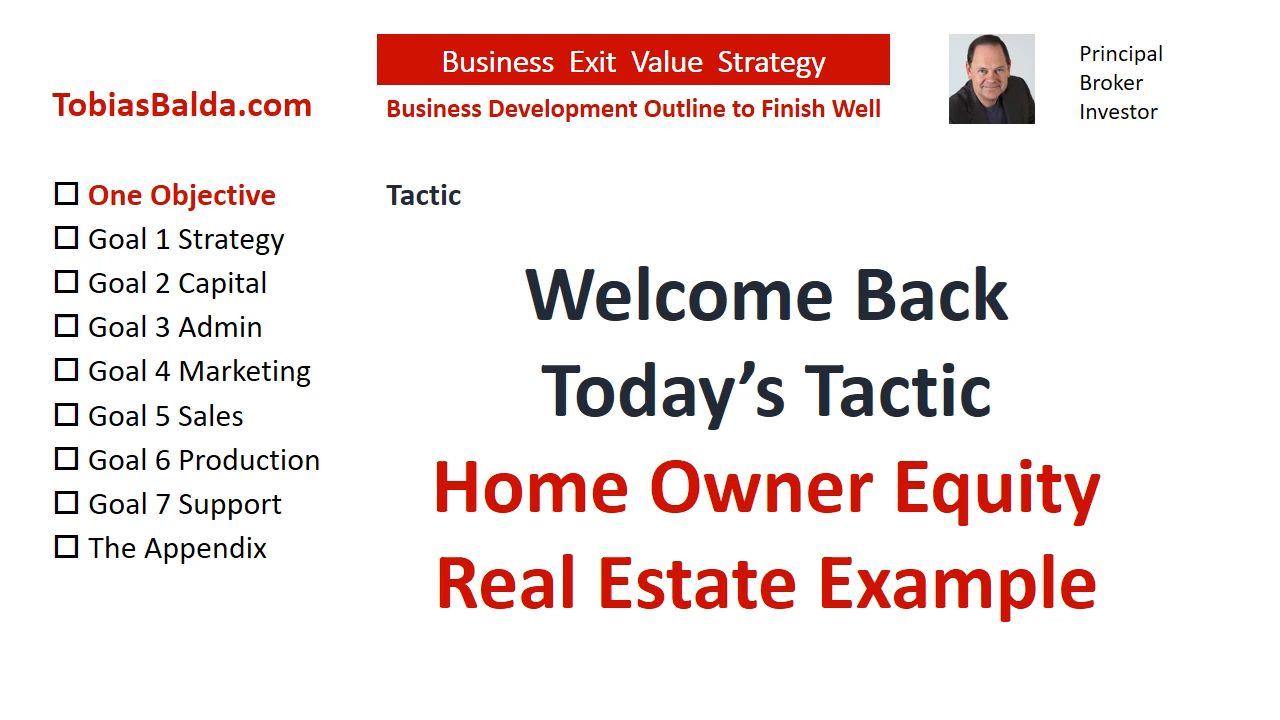 Business Exit Value Strategy
TobiasBalda.com
Business Development Outline to Finish Well
Principal
Broker
Investor
One Objective
Goal 1 Strategy
Goal 2 Capital
Goal 3 Admin
Goal 4 Marketing
Goal 5 Sales
Goal 6 Production
Goal 7 Support
The Appendix
Tactic
Welcome Back
Today’s Tactic
Home Owner Equity
Real Estate Example